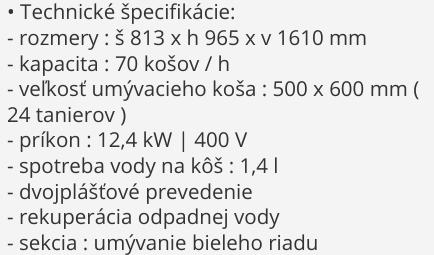 • Technické špecifikácie:
- rozmery : š 813 x h 965 x v 1610 mm
- kapacita : 70 košov / h
- veľkosť umývacieho koša : 500 x 600 mm (
24 tanierov )
- príkon : 12,4 kW | 400 V
- spotreba vody na kôš : 1,4 l
- dvojplášťové prevedenie
- rekuperácia odpadnej vody
- sekcia : umývanie bieleho riadu